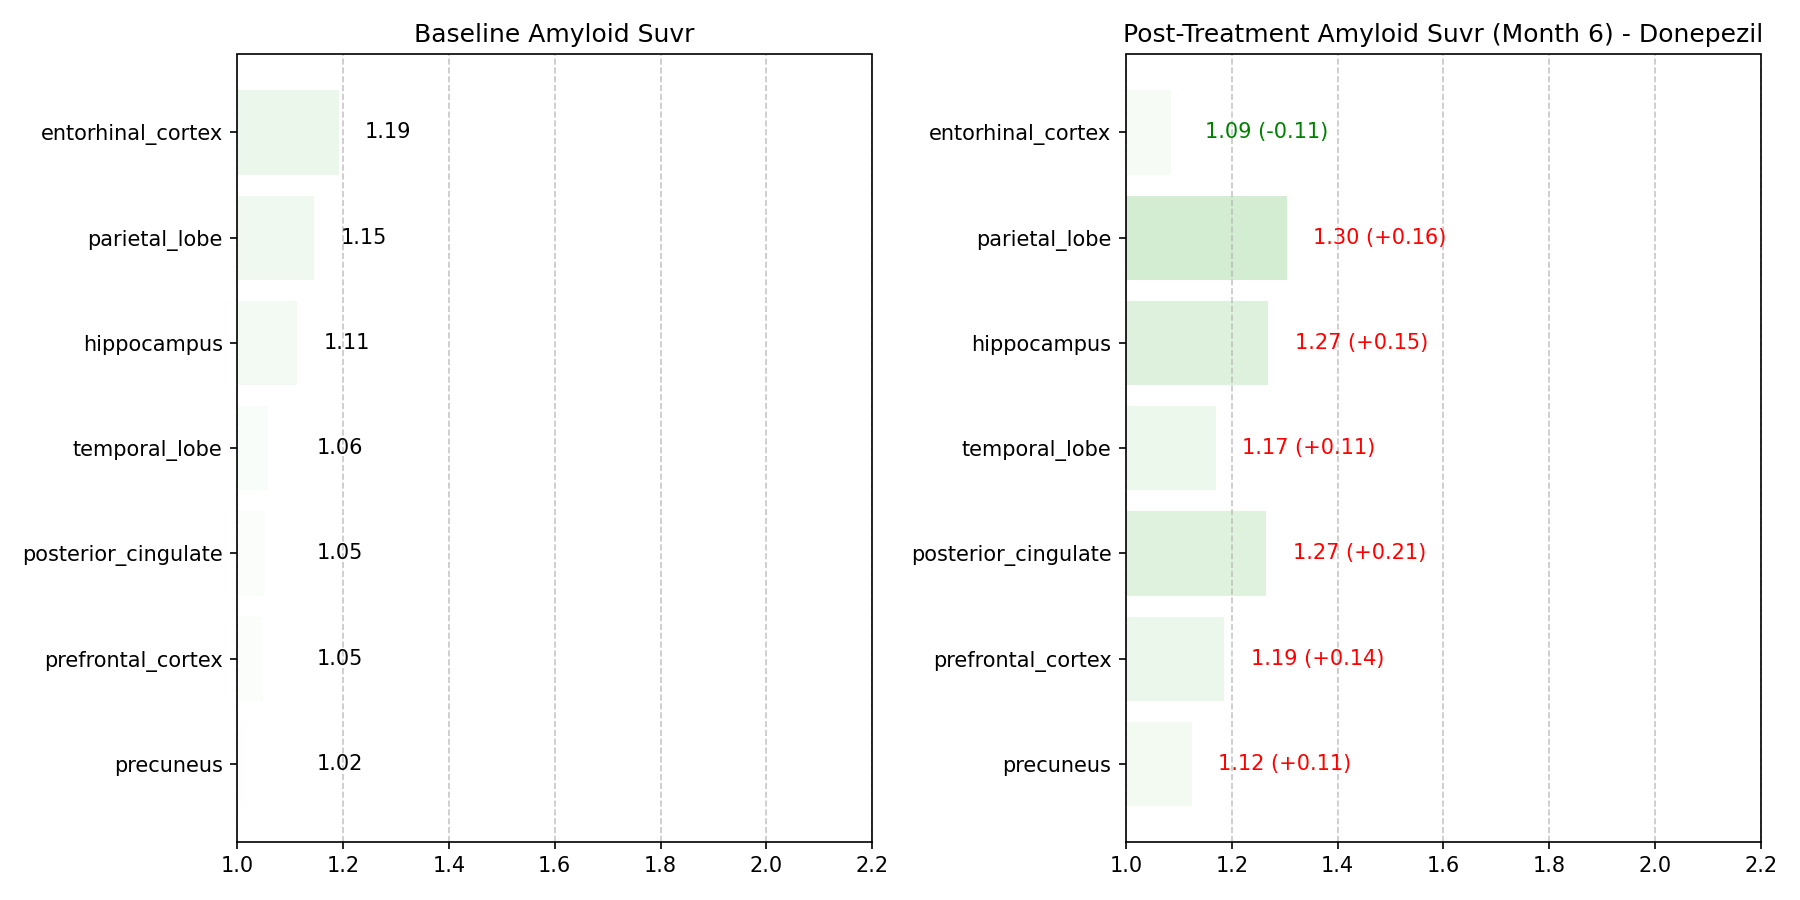 Baseline Amyloid Suvr
entorhinal_cortex 1.19
parietal_lobe 1.15
hippocampus 1.11
temporal_lobe 1.06
posterior_cingulate 1.05
prefrontal_cortex 1.05
precuneus 1.02
1.0 1.2 1.4 1.6 1.8 2.0 2.2
Post-Treatment Amyloid Suvr (Month 6) - Donepezil
entorhinal_cortex 1.09 (-0.11)
parietal_lobe 1.30 (+0.16)
hippocampus 1.27 (+0.15)
temporal_lobe 1.17 (+0.11)
posterior_cingulate 1.27 (+0.21)
prefrontal_cortex 1.19 (+0.14)
precuneus 1.12 (+0.11)
1.0 1.2 1.4 1.6 1.8 2.0 2.2